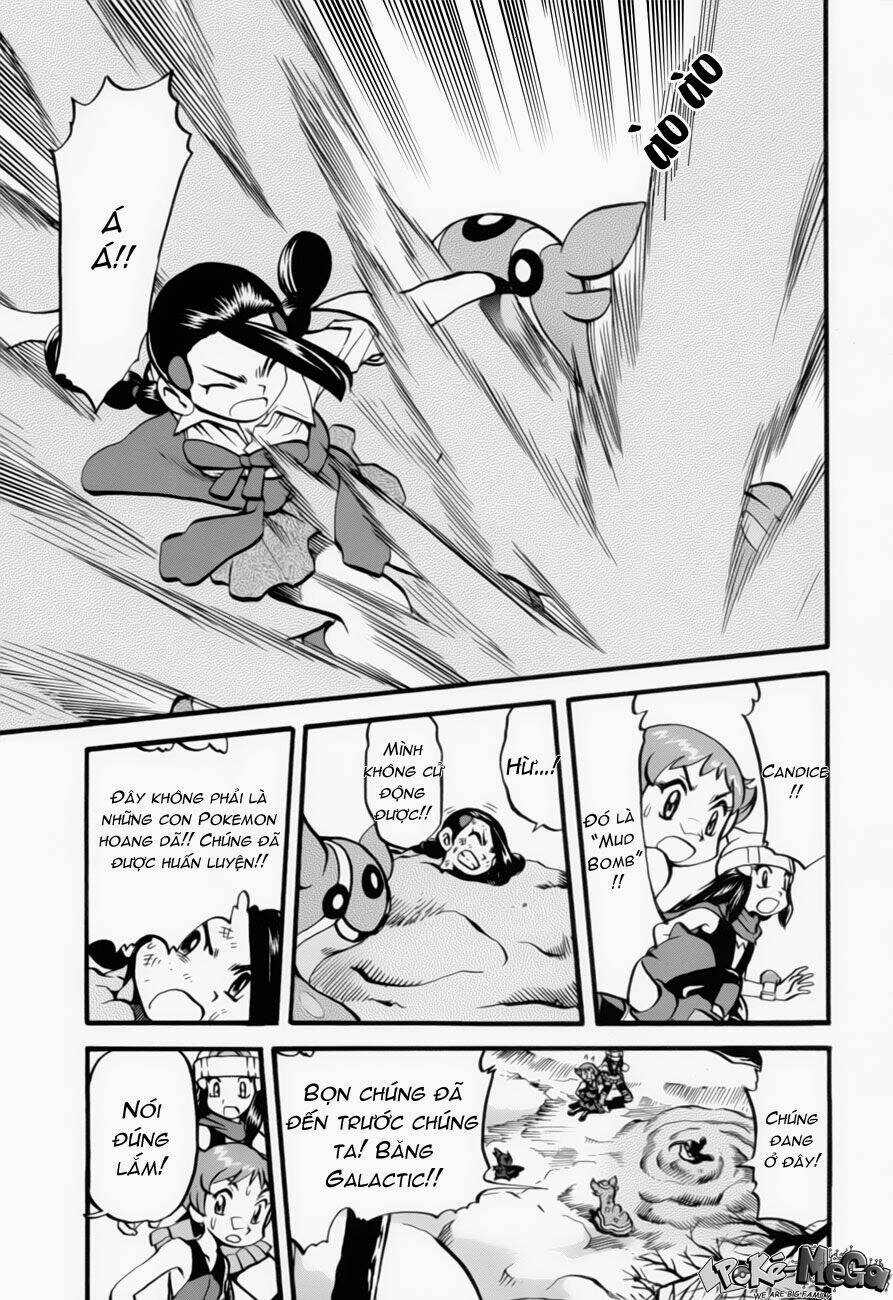 ào ào
Á
Á!!
Candice
!!
Đó là
"Mud
Bomb"
!!
Hừ...!
Mình
không cử
động
được!!
Đây không phải là
những con Pokemon
hoang dã!! Chúng đã
được huấn luyện!!
Chúng
đang
ở đây!
Bọn chúng đã
đến trước chúng
ta! Băng
Galactic!!
Nói
đúng
lắm!
Poké-Mega
WE ARE BIG FAMILY